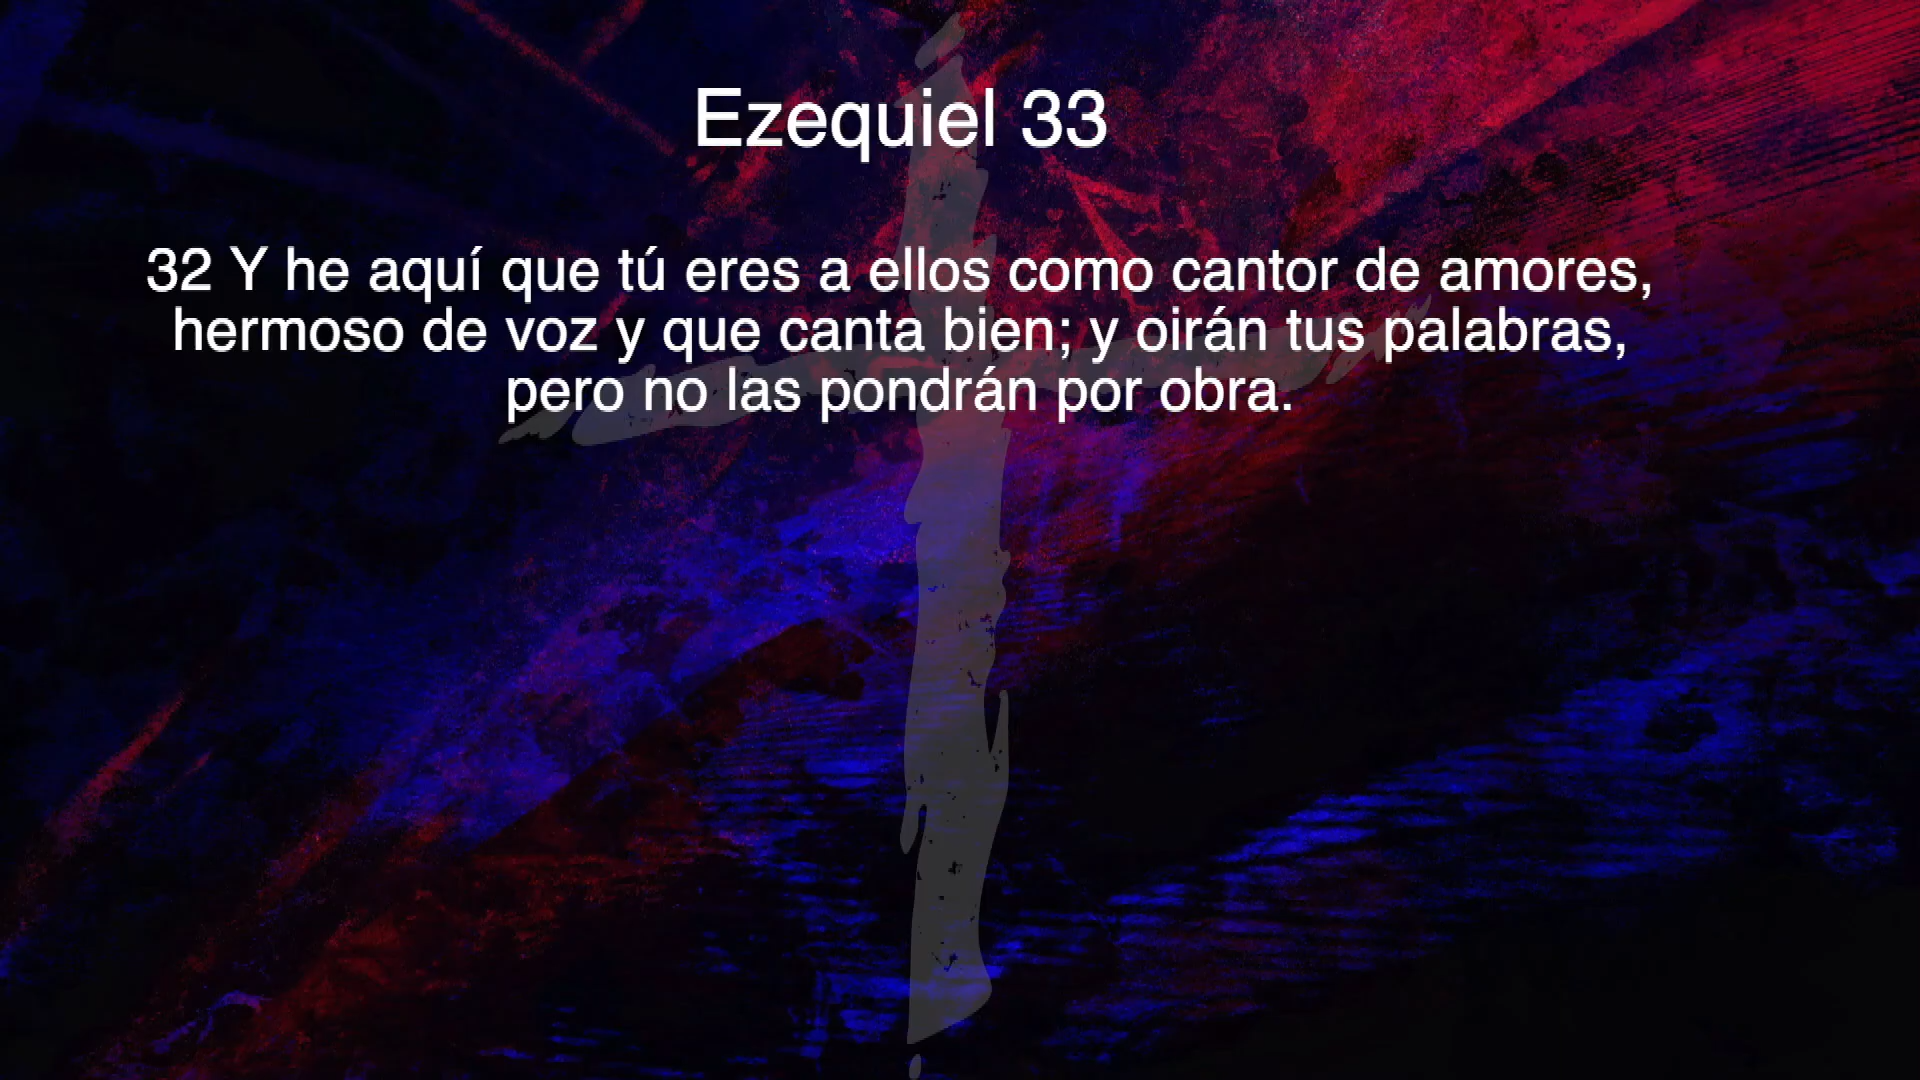 Ezequiel 33
32 Y he aquí que tú eres a ellos como cantor de amores,
hermoso de voz y que canta bien; y oirán tus palabras,
pero no las pondrán por obra.